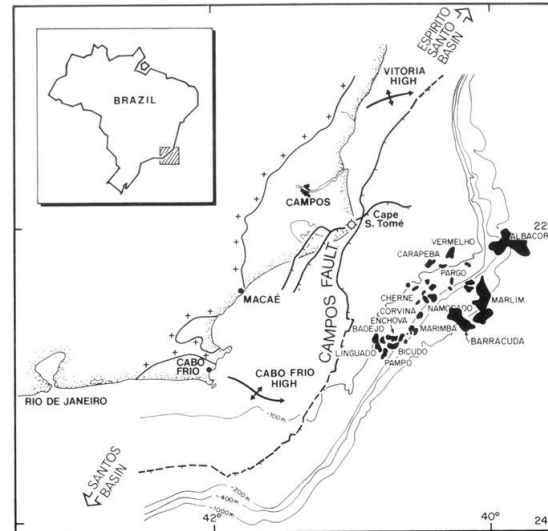 ESPIRITO
SANTO
BASIN
VITORIA
HIGH
BRAZIL
CAMPOS
Cape
S. Tomé
22
ALBACOR
VERMELHO
CARAPEBA
PARGO
CAMPOS FAULT
MACAÉ
CHERNE
NAMORADO
MARLIM
CORVINA
ENCHOVA
BADEJO
MARIMBÁ
BARRACUDA
LINGUADO
BICUDO
PAMPO
CABO
FRIO
CABO FRIO
HIGH
RIO DE JANEIRO
-100m
SANTOS
BASIN
-200m
-400m
-1000m
42°
40°
24